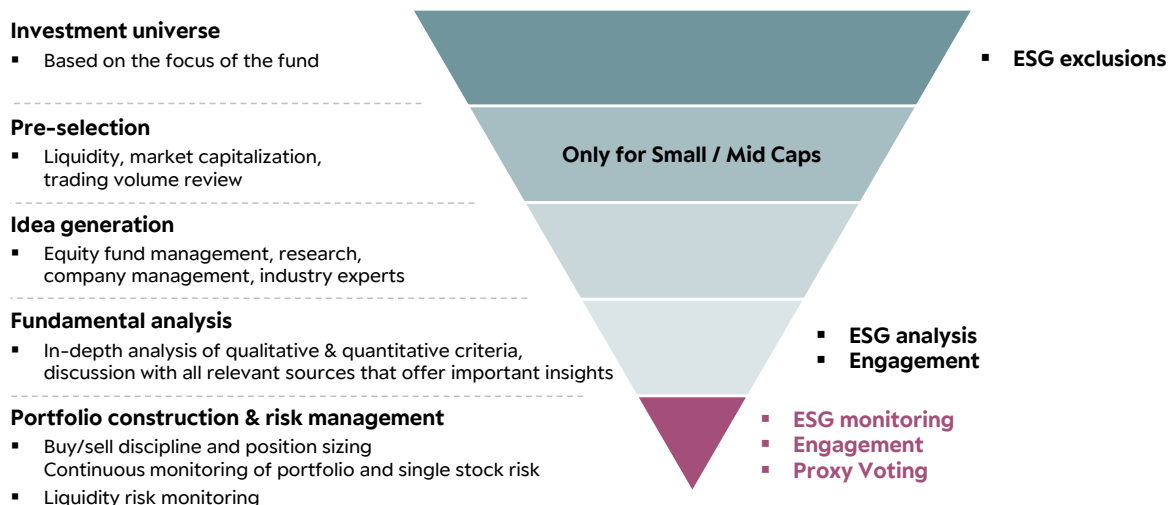 Investment universe
▪ Based on the focus of the fund
▪ ESG exclusions
Pre-selection
▪ Liquidity, market capitalization,
trading volume review
Only for Small / Mid Caps
Idea generation
▪ Equity fund management, research,
company management, industry experts
Fundamental analysis
▪ In-depth analysis of qualitative & quantitative criteria,
discussion with all relevant sources that offer important insights
▪ ESG analysis
▪ Engagement
Portfolio construction & risk management
▪ Buy/sell discipline and position sizing
Continuous monitoring of portfolio and single stock risk
▪ Liquidity risk monitoring
▪ ESG monitoring
▪ Engagement
▪ Proxy Voting